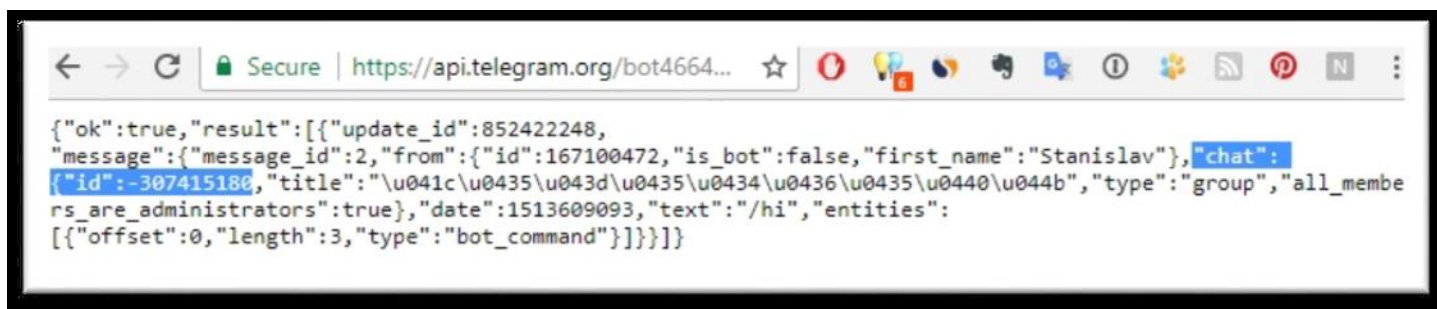 Secure | https://api.telegram.org/bot4664...
6
N
{"ok":true,"result":[{"update_id":852422248,
"message":{"message_id":2,"from":{"id":167100472,"is_bot":false,"first_name":"Stanislav"},"chat":
{"id":-307415180,"title":"\u041c\u0435\u043d\u0435\u0434\u0436\u0435\u0440\u044b","type":"group","all_membe
rs_are_administrators":true},"date":1513609093,"text":"/hi","entities":
[{"offset":0,"length":3,"type":"bot_command"}]}}]}